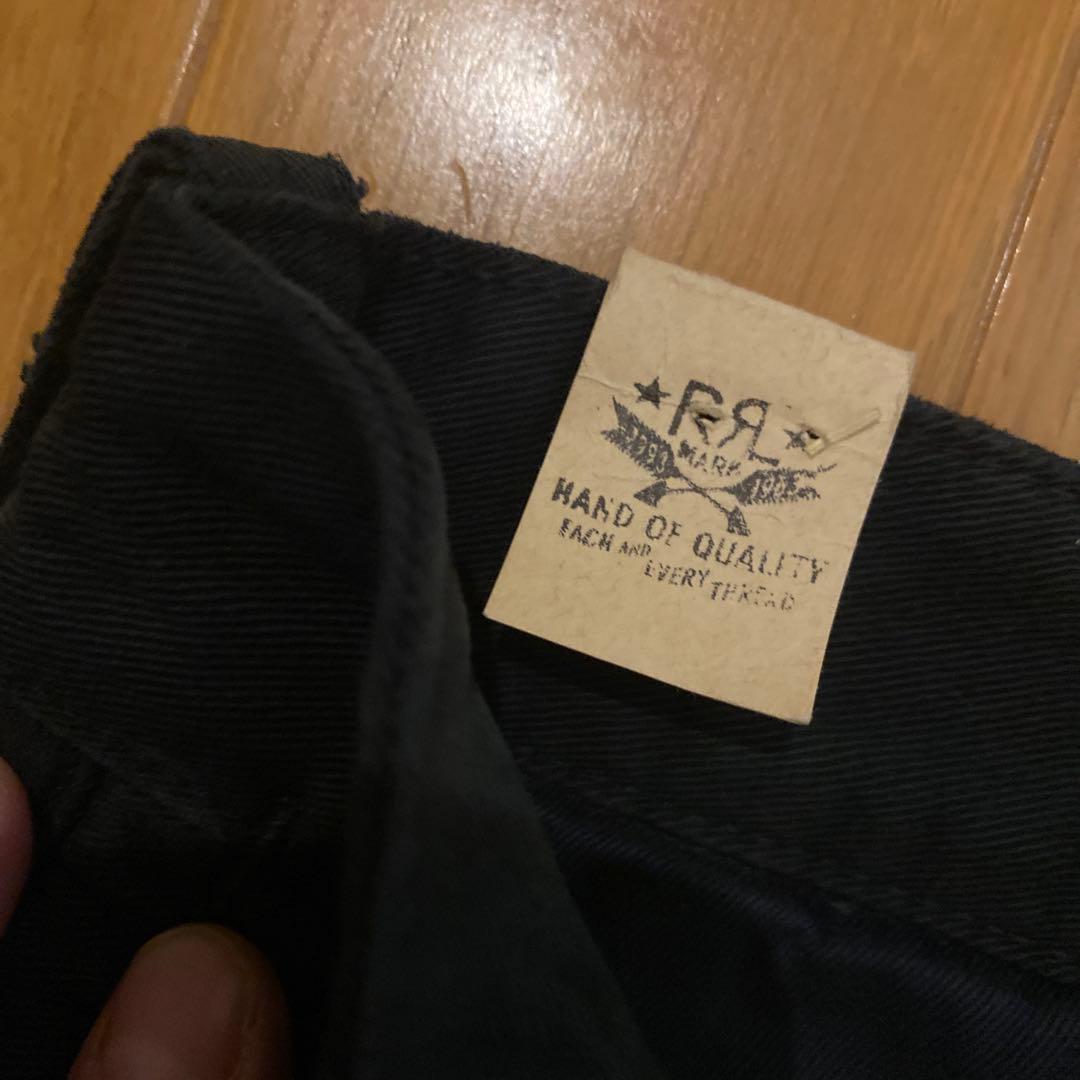 RRL
MARK
HAND OF QUALITY
EACH AND
EVERY THREAD